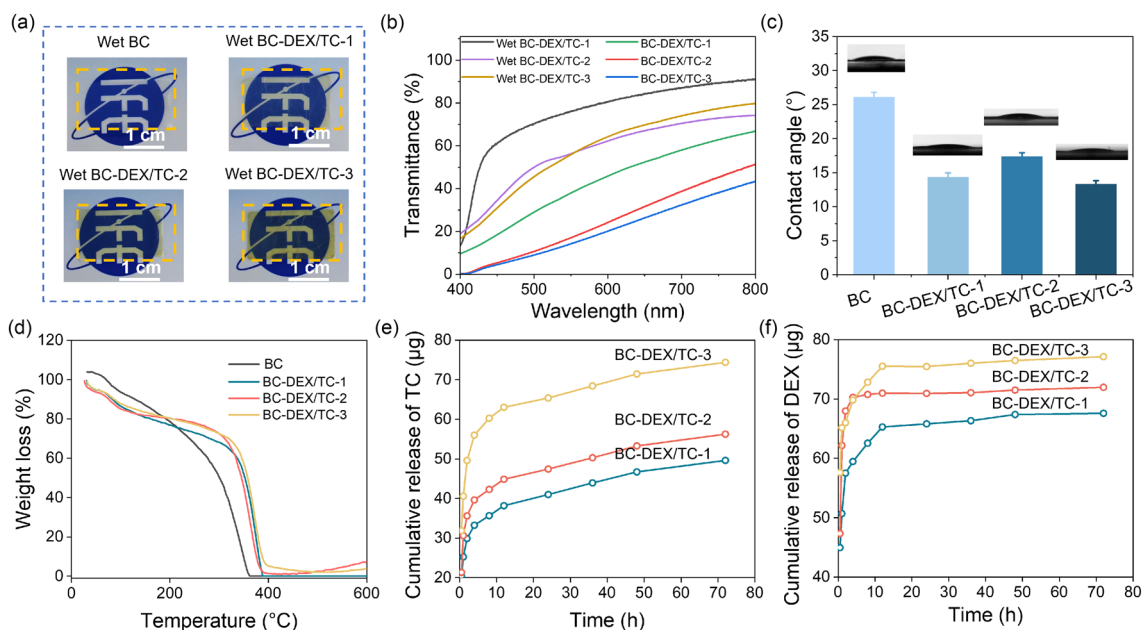 (a)
Wet BC
Wet BC-DEX/TC-1
1 cm
1 cm
Wet BC-DEX/TC-2
Wet BC-DEX/TC-3
1 cm
1 cm
(b)
Transmittance (%)
120
100
80
60
40
20
0
Wet BC-DEX/TC-1
BC-DEX/TC-1
Wet BC-DEX/TC-2
BC-DEX/TC-2
Wet BC-DEX/TC-3
BC-DEX/TC-3
400 500 600 700 800
Wavelength (nm)
(c)
Contact angle (°)
35
30
25
20
15
10
5
0
BC
BC-DEX/TC-1
BC-DEX/TC-2
BC-DEX/TC-3
(d)
Weight loss (%)
120
100
80
60
40
20
0
BC
BC-DEX/TC-1
BC-DEX/TC-2
BC-DEX/TC-3
0 200 400 600
Temperature (°C)
(e)
Cumulative release of TC (μg)
80
70
60
50
40
30
20
BC-DEX/TC-3
BC-DEX/TC-2
BC-DEX/TC-1
0 10 20 30 40 50 60 70 80
Time (h)
(f)
Cumulative release of DEX (μg)
80
70
60
50
40
BC-DEX/TC-3
BC-DEX/TC-2
BC-DEX/TC-1
0 10 20 30 40 50 60 70 80
Time (h)